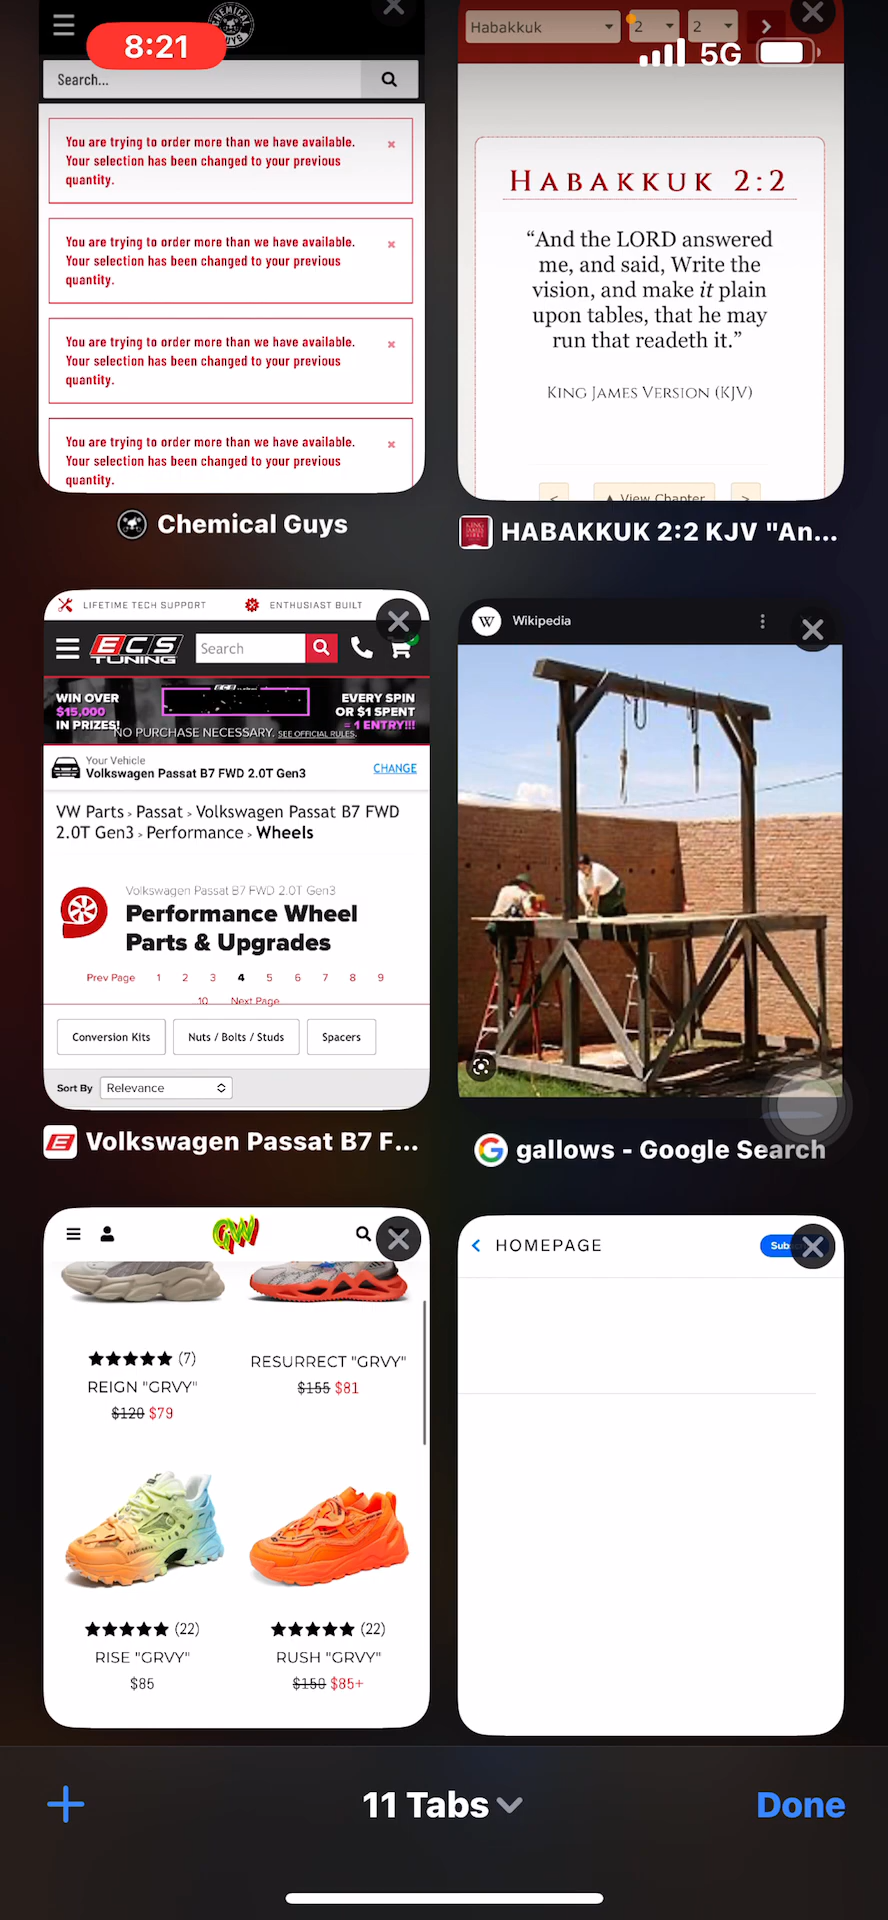 8:21
5G
CHEMICAL GUYS
Search...
You are trying to order more than we have available.
Your selection has been changed to your previous
quantity.
You are trying to order more than we have available.
Your selection has been changed to your previous
quantity.
You are trying to order more than we have available.
Your selection has been changed to your previous
quantity.
You are trying to order more than we have available.
Your selection has been changed to your previous
quantity.
Chemical Guys
Habakkuk 2 2
HABAKKUK 2:2
“And the LORD answered
me, and said, Write the
vision, and make it plain
upon tables, that he may
run that readeth it.”
KING JAMES VERSION (KJV)
< ▲ View Chapter >
HABAKKUK 2:2 KJV "An...
LIFETIME TECH SUPPORT ENTHUSIAST BUILT
ECS TUNING
Search
WIN OVER
$15,000
IN PRIZES!
EVERY SPIN
OR $1 SPENT
= 1 ENTRY!!!
NO PURCHASE NECESSARY. SEE OFFICIAL RULES.
Your Vehicle
Volkswagen Passat B7 FWD 2.0T Gen3
CHANGE
VW Parts > Passat > Volkswagen Passat B7 FWD
2.0T Gen3 > Performance > Wheels
Volkswagen Passat B7 FWD 2.0T Gen3
Performance Wheel
Parts & Upgrades
Prev Page 1 2 3 4 5 6 7 8 9
10 Next Page
Conversion Kits Nuts / Bolts / Studs Spacers
Sort By Relevance
Volkswagen Passat B7 F...
W Wikipedia
gallows - Google Search
GW
(7)
REIGN "GRVY"
$120 $79
RESURRECT "GRVY"
$155 $81
(22)
RISE "GRVY"
$85
(22)
RUSH "GRVY"
$150 $85+
HOMEPAGE
11 Tabs
Done